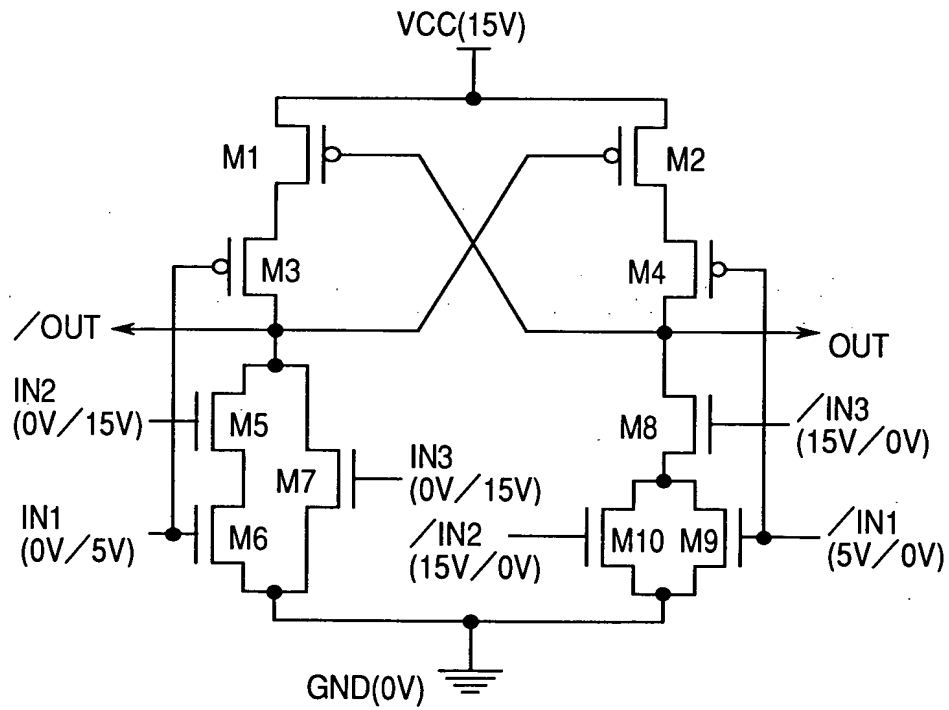 VCC(15V)
M1
M2
M3
M4
/OUT
OUT
IN2
(0V/15V)
M5
M8
/IN3
(15V/0V)
M7
IN3
(0V/15V)
IN1
(0V/5V)
M6
/IN2
(15V/0V)
M10
M9
/IN1
(5V/0V)
GND(0V)